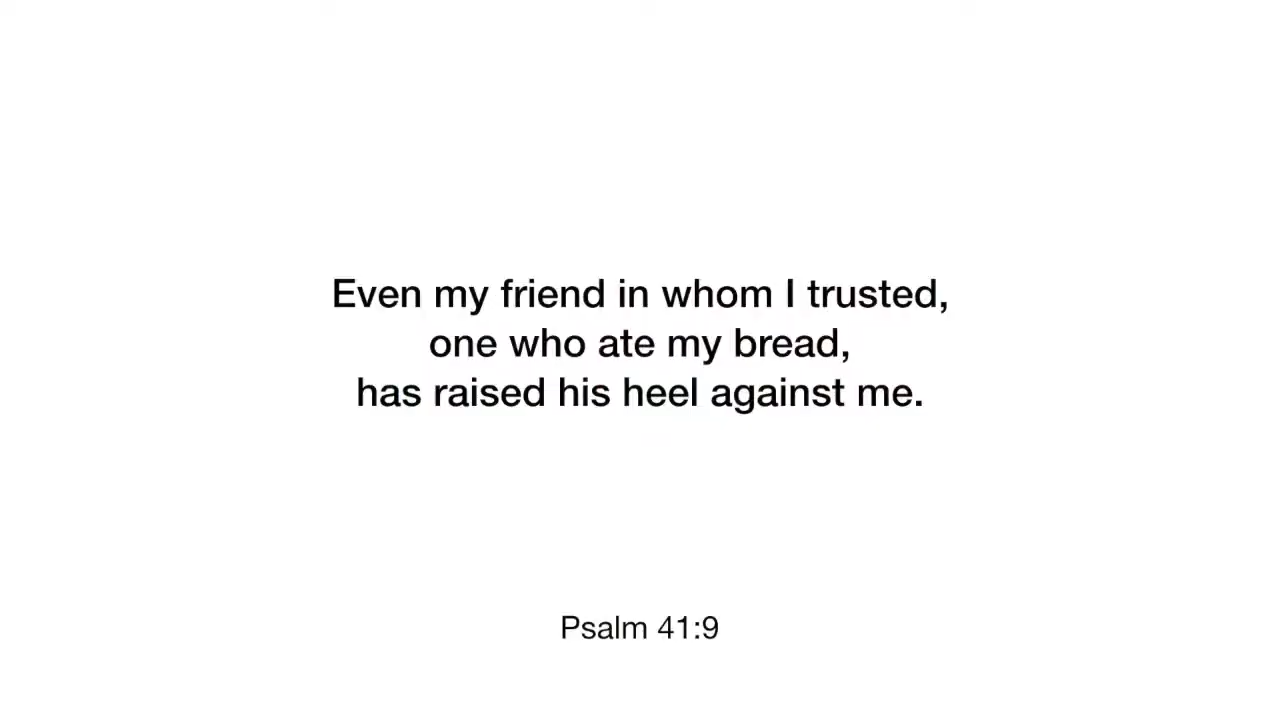 Even my friend in whom I trusted,
one who ate my bread,
has raised his heel against me.
Psalm 41:9